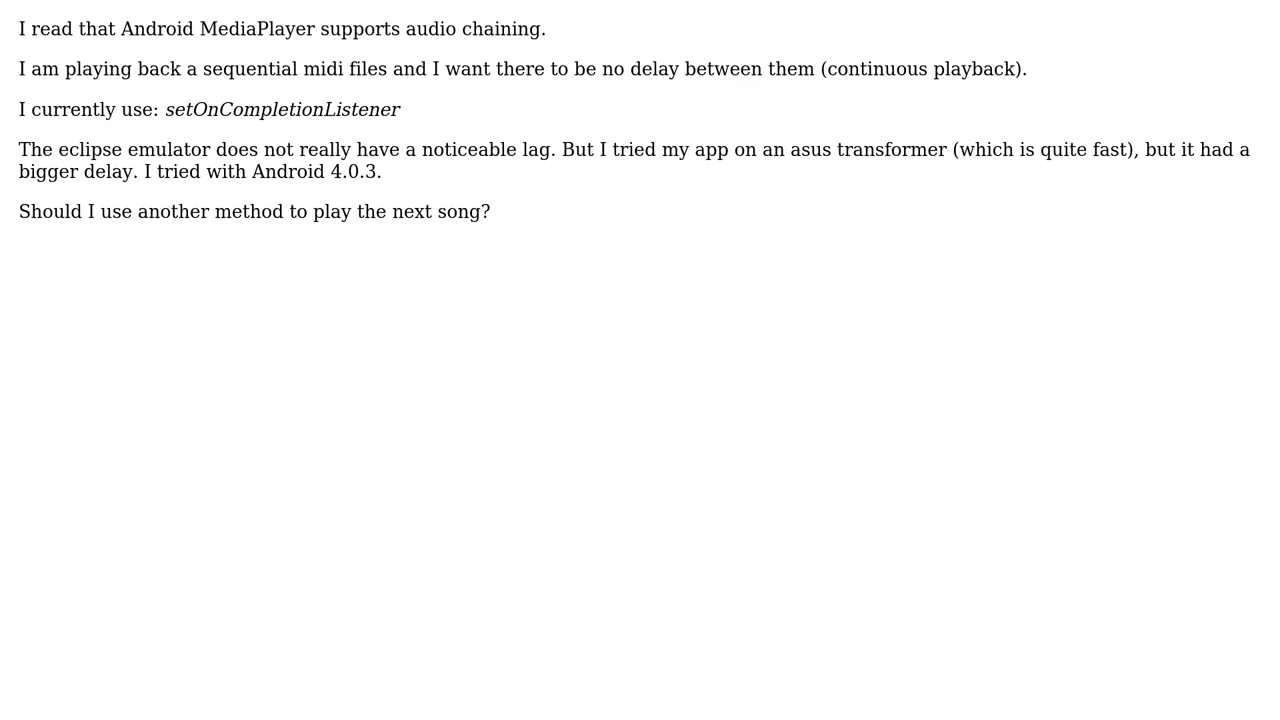 I read that Android MediaPlayer supports audio chaining.
I am playing back a sequential midi files and I want there to be no delay between them (continuous playback).
I currently use: setOnCompletionListener
The eclipse emulator does not really have a noticeable lag. But I tried my app on an asus transformer (which is quite fast), but it had a
bigger delay. I tried with Android 4.0.3.
Should I use another method to play the next song?